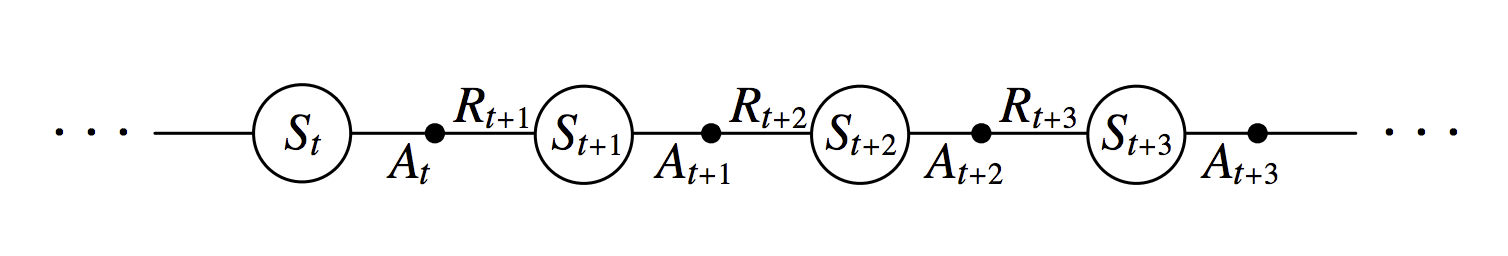 · · · S_t A_t R_{t+1} S_{t+1} A_{t+1} R_{t+2} S_{t+2} A_{t+2} R_{t+3} S_{t+3} A_{t+3} · · ·